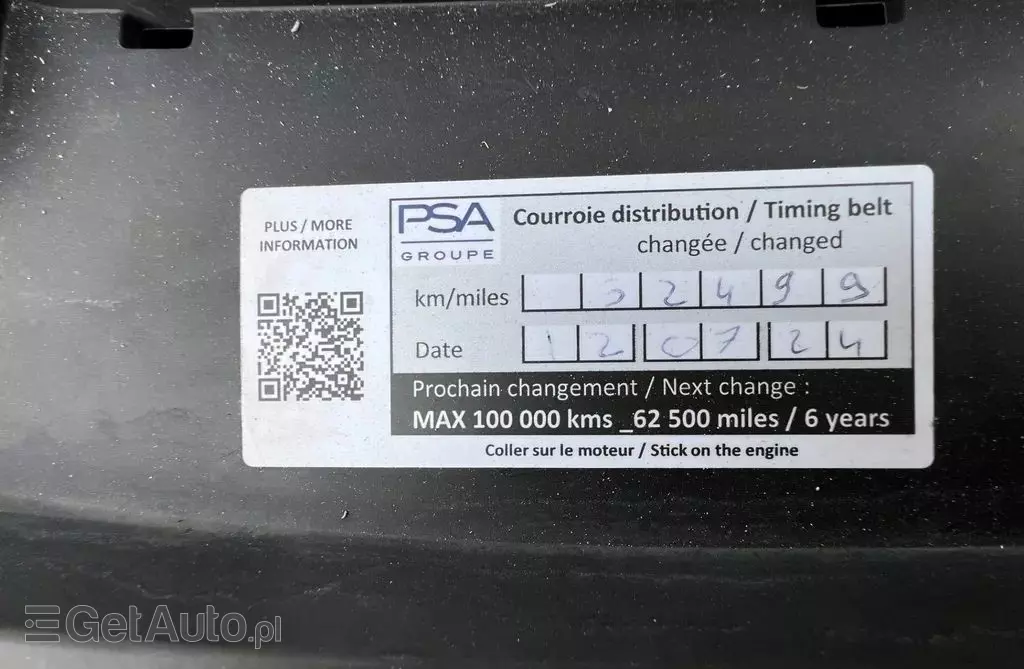 PLUS / MORE
INFORMATION
PSA
GROUPE
Courroie distribution / Timing belt
changée / changed
km/miles 32499
Date 12 07 24
Prochain changement / Next change :
MAX 100 000 kms _62 500 miles / 6 years
Coller sur le moteur / Stick on the engine
GetAuto.pl